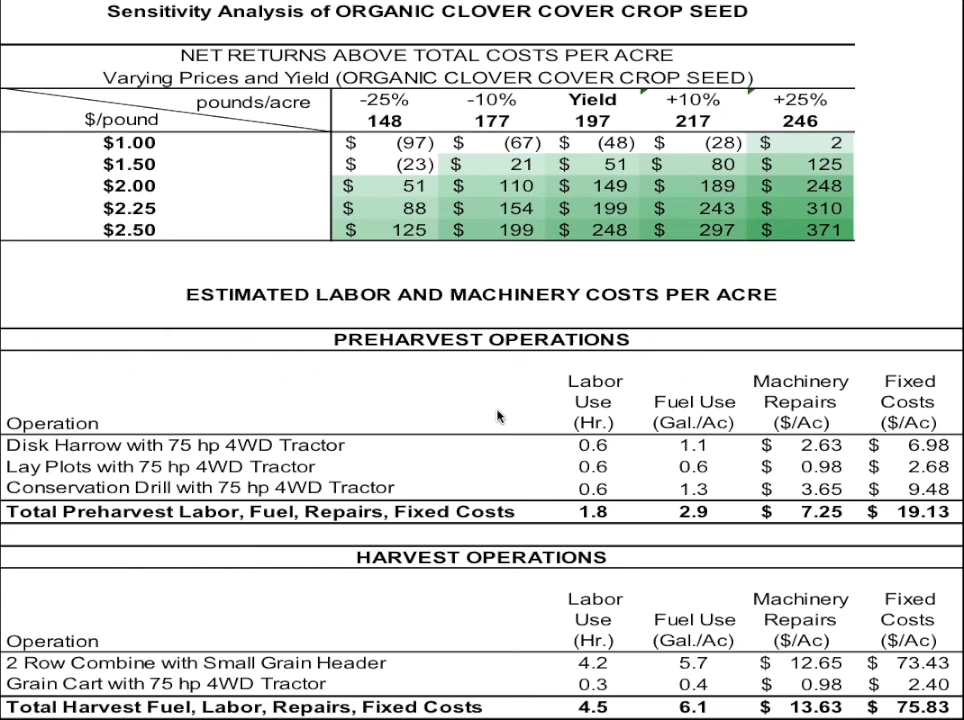 Sensitivity Analysis of ORGANIC CLOVER COVER CROP SEED
NET RETURNS ABOVE TOTAL COSTS PER ACRE
Varying Prices and Yield (ORGANIC CLOVER COVER CROP SEED)
pounds/acre -25% -10% Yield +10% +25%
$/pound 148 177 197 217 246
$1.00 $ (97) $ (67) $ (48) $ (28) $ 2
$1.50 $ (23) $ 21 $ 51 $ 80 $ 125
$2.00 $ 51 $ 110 $ 149 $ 189 $ 248
$2.25 $ 88 $ 154 $ 199 $ 243 $ 310
$2.50 $ 125 $ 199 $ 248 $ 297 $ 371
ESTIMATED LABOR AND MACHINERY COSTS PER ACRE
PREHARVEST OPERATIONS
Labor Machinery Fixed
Use Fuel Use Repairs Costs
Operation (Hr.) (Gal./Ac) ($/Ac) ($/Ac)
Disk Harrow with 75 hp 4WD Tractor 0.6 1.1 $ 2.63 $ 6.98
Lay Plots with 75 hp 4WD Tractor 0.6 0.6 $ 0.98 $ 2.68
Conservation Drill with 75 hp 4WD Tractor 0.6 1.3 $ 3.65 $ 9.48
Total Preharvest Labor, Fuel, Repairs, Fixed Costs 1.8 2.9 $ 7.25 $ 19.13
HARVEST OPERATIONS
Labor Machinery Fixed
Use Fuel Use Repairs Costs
Operation (Hr.) (Gal./Ac) ($/Ac) ($/Ac)
2 Row Combine with Small Grain Header 4.2 5.7 $ 12.65 $ 73.43
Grain Cart with 75 hp 4WD Tractor 0.3 0.4 $ 0.98 $ 2.40
Total Harvest Fuel, Labor, Repairs, Fixed Costs 4.5 6.1 $ 13.63 $ 75.83